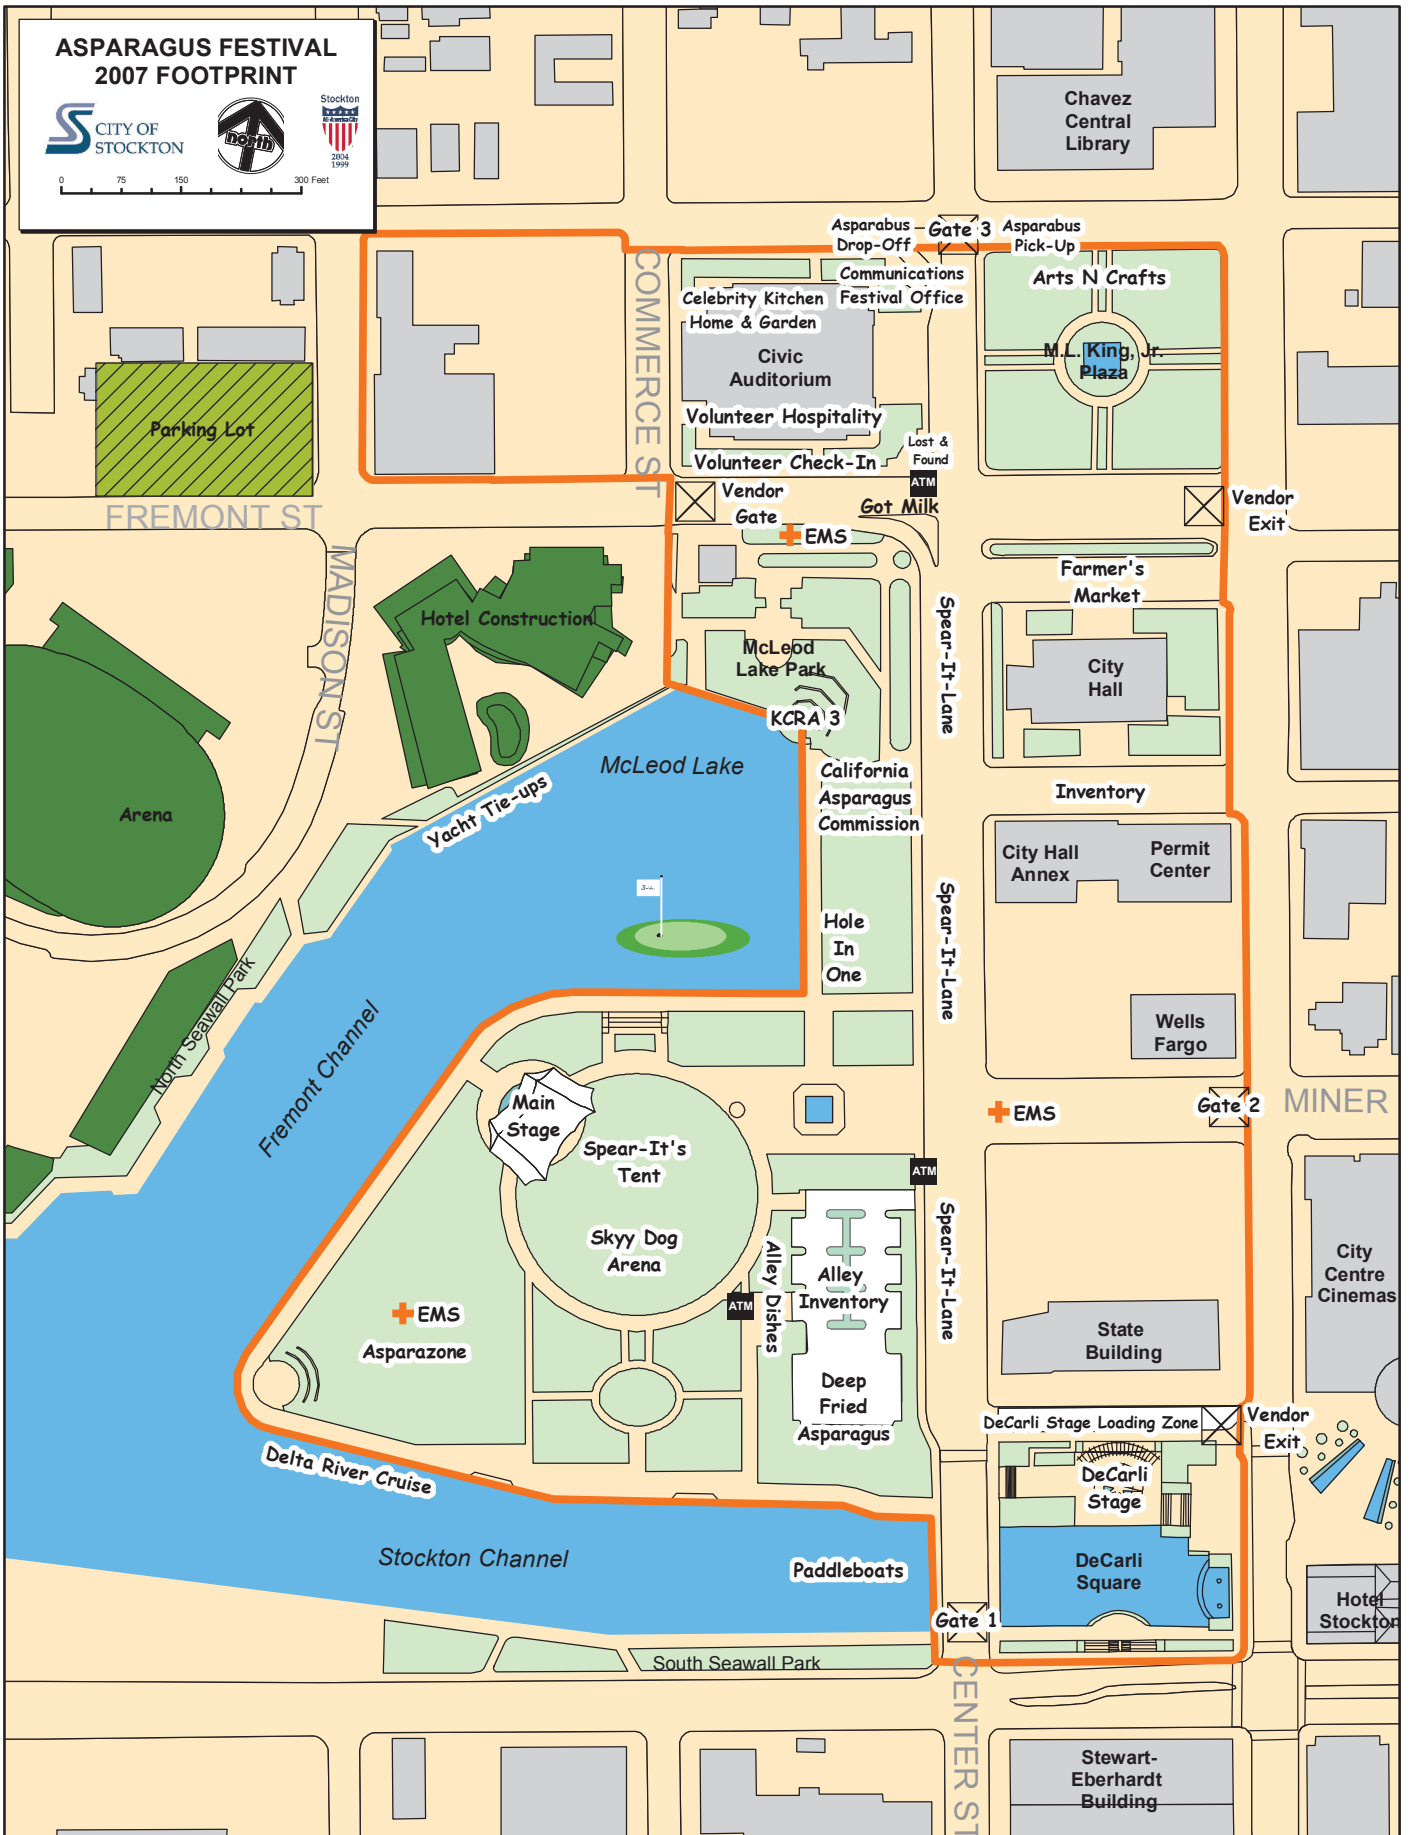 ASPARAGUS FESTIVAL
2007 FOOTPRINT
CITY OF
STOCKTON
north
Stockton
All-America City
2004
1999
0 75 150 300 Feet
Chavez
Central
Library
Asparabus
Drop-Off
Gate 3
Asparabus
Pick-Up
Communications
Festival Office
Arts N Crafts
Celebrity Kitchen
Home & Garden
Civic
Auditorium
M.L. King, Jr.
Plaza
COMMERCE ST
Volunteer Hospitality
Volunteer Check-In
Lost &
Found
ATM
Parking Lot
Vendor
Gate
Got Milk
Vendor
Exit
FREMONT ST
EMS
MADISON ST
Farmer's
Market
Hotel Construction
Spear-It-Lane
McLeod
Lake Park
City
Hall
KCRA 3
McLeod Lake
California
Asparagus
Commission
Inventory
Yacht Tie-ups
Arena
City Hall
Annex
Permit
Center
Hole
In
One
Spear-It-Lane
North Seawall Park
Fremont Channel
Wells
Fargo
Main
Stage
EMS
Gate 2
MINER
Spear-It's
Tent
ATM
Skyy Dog
Arena
Alley Dishes
Alley
Inventory
Spear-It-Lane
City
Centre
Cinemas
ATM
EMS
Asparazone
State
Building
Deep
Fried
Asparagus
DeCarli Stage Loading Zone
Vendor
Exit
Delta River Cruise
DeCarli
Stage
Stockton Channel
Paddleboats
DeCarli
Square
Gate 1
Hotel
Stockton
South Seawall Park
CENTER ST
Stewart-
Eberhardt
Building